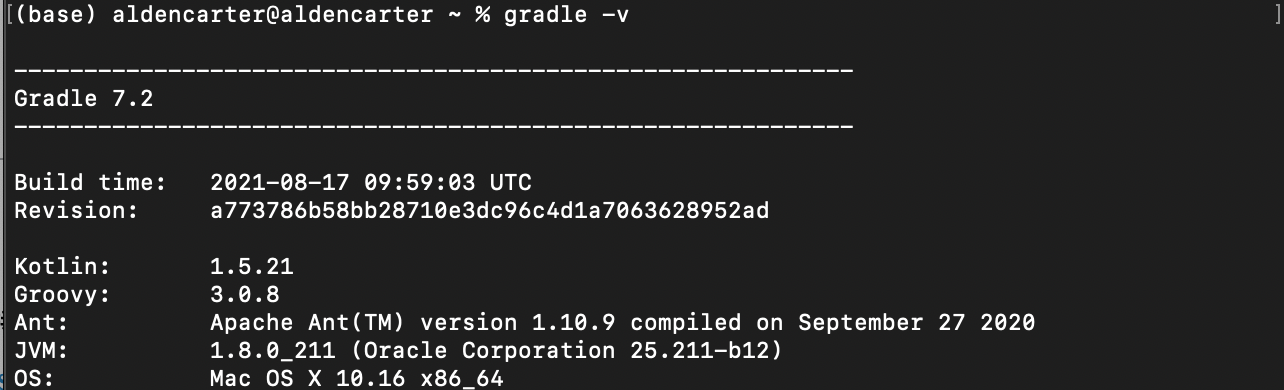 [(base) aldencarter@aldencarter ~ % gradle -v ]
------------------------------------------------------------
Gradle 7.2
------------------------------------------------------------
Build time:   2021-08-17 09:59:03 UTC
Revision:     a773786b58bb28710e3dc96c4d1a7063628952ad
Kotlin:       1.5.21
Groovy:       3.0.8
Ant:          Apache Ant(TM) version 1.10.9 compiled on September 27 2020
JVM:          1.8.0_211 (Oracle Corporation 25.211-b12)
OS:           Mac OS X 10.16 x86_64